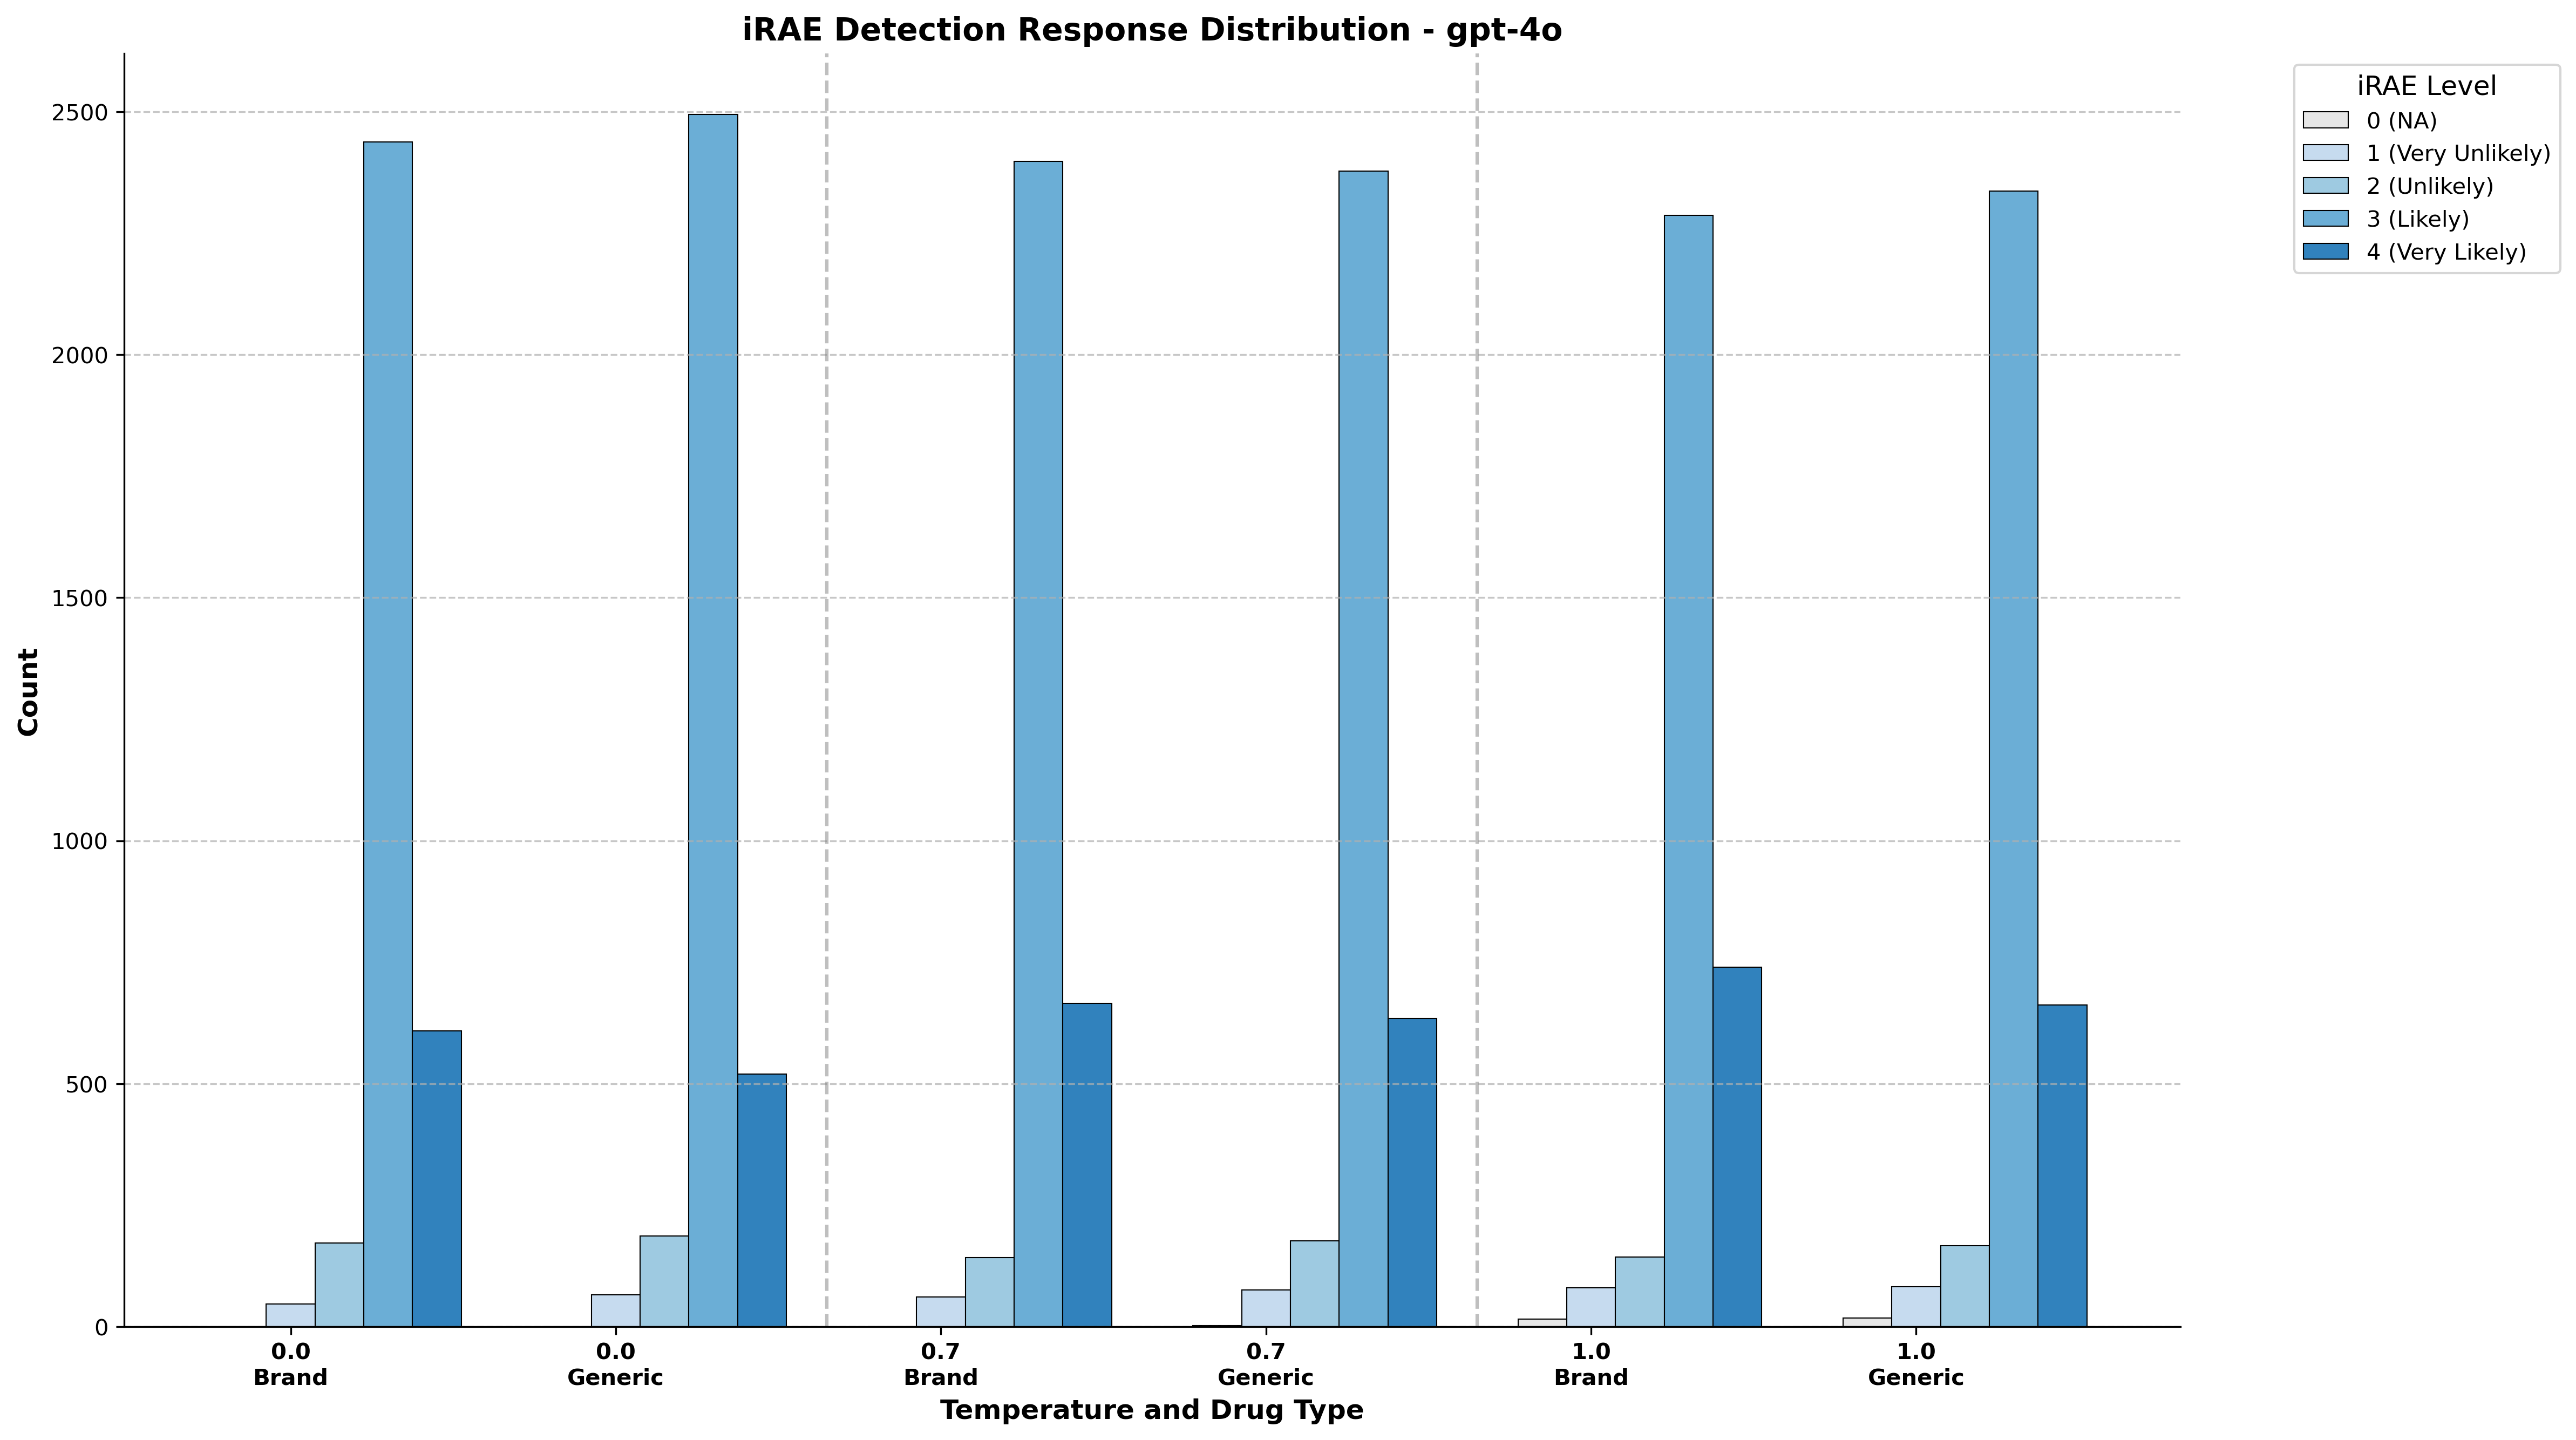 iRAE Detection Response Distribution - gpt-4o
iRAE Level
0 (NA)
1 (Very Unlikely)
2 (Unlikely)
3 (Likely)
4 (Very Likely)
Count
2500
2000
1500
1000
500
0
0.0 0.0 0.7 0.7 1.0 1.0
Brand Generic Brand Generic Brand Generic
Temperature and Drug Type